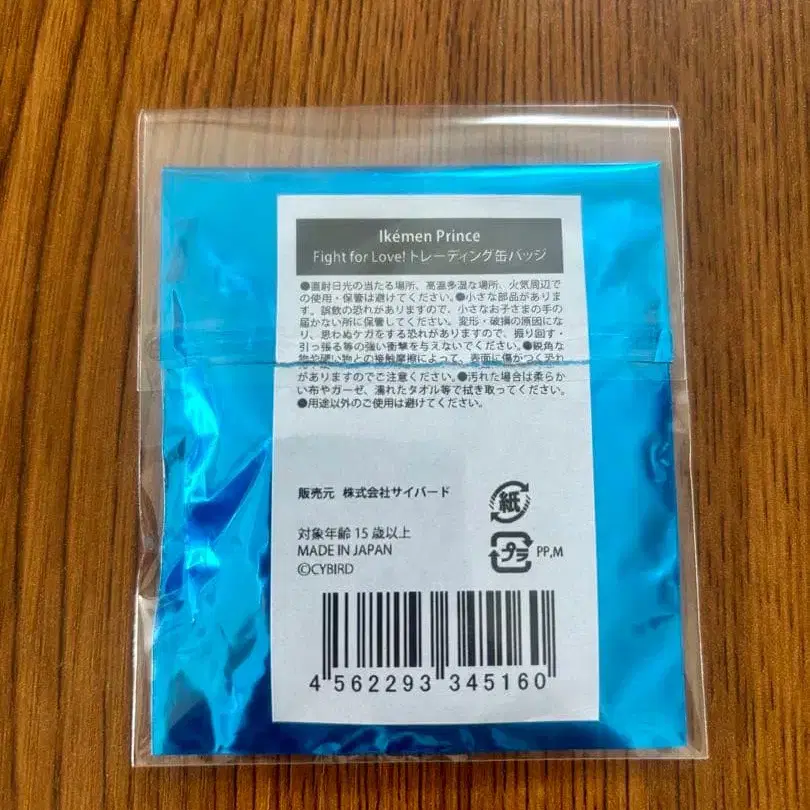 Ikémen Prince
Fight for Love! トレーディング缶バッジ
●直射日光の当たる場所、高温多湿な場所、火気周辺で
の使用・保管は避けてください。●小さな部品がありま
す。誤飲の恐れがありますので、小さなお子さまの手の
届かない所に保管してください。変形・破損の原因にな
り、思わぬケガをする恐れがありますので、振り回す・
引っ張る等の強い衝撃を与えないでください。●鋭角な
物や硬い物との接触摩擦によって、表面に傷がつく恐れ
がありますのでご注意ください。●汚れた場合は柔らか
い布やガーゼ、濡れたタオル等で拭き取ってください。
●用途以外のご使用は避けてください。
販売元 株式会社サイバード
紙
対象年齢 15 歳以上
MADE IN JAPAN
プラ PP,M
©CYBIRD
4 562293 345160